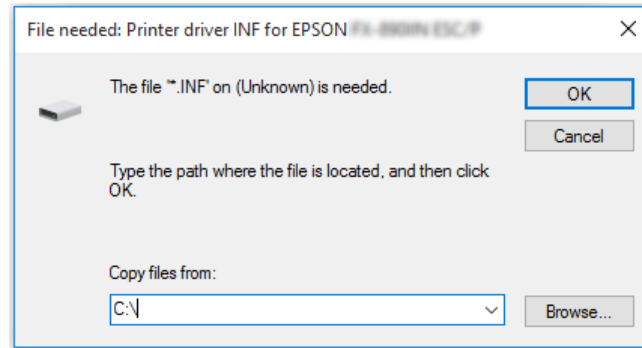 File needed: Printer driver INF for EPSON
The file '*.INF' on (Unknown) is needed.
OK
Cancel
Type the path where the file is located, and then click
OK.
Copy files from:
C:\
Browse...